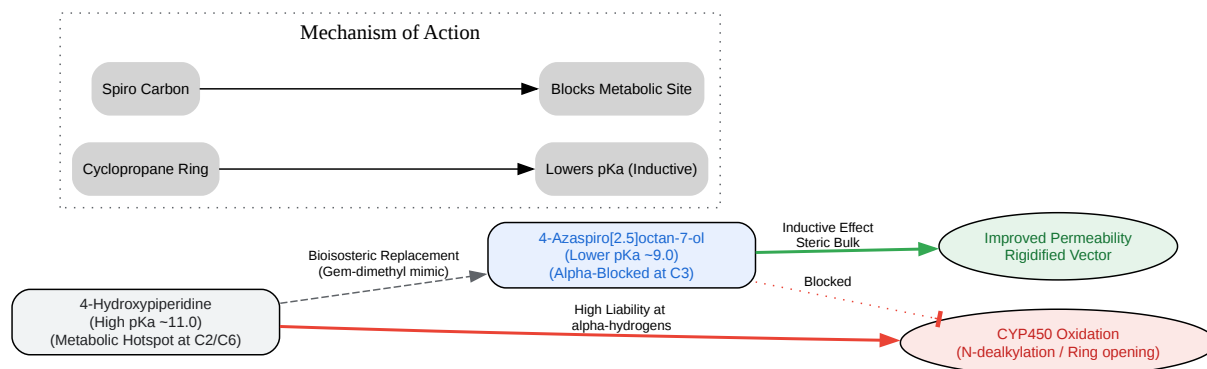 Mechanism of Action
Spiro Carbon
Blocks Metabolic Site
Cyclopropane Ring
Lowers pKa (Inductive)
Bioisosteric Replacement
(Gem-dimethyl mimic)
4-Azaspiro[2.5]octan-7-ol
(Lower pKa ~9.0)
(Alpha-Blocked at C3)
Inductive Effect
Steric Bulk
Improved Permeability
Rigidified Vector
Blocked
4-Hydroxypiperidine
(High pKa ~11.0)
(Metabolic Hotspot at C2/C6)
High Liability at
alpha-hydrogens
CYP450 Oxidation
(N-dealkylation / Ring opening)